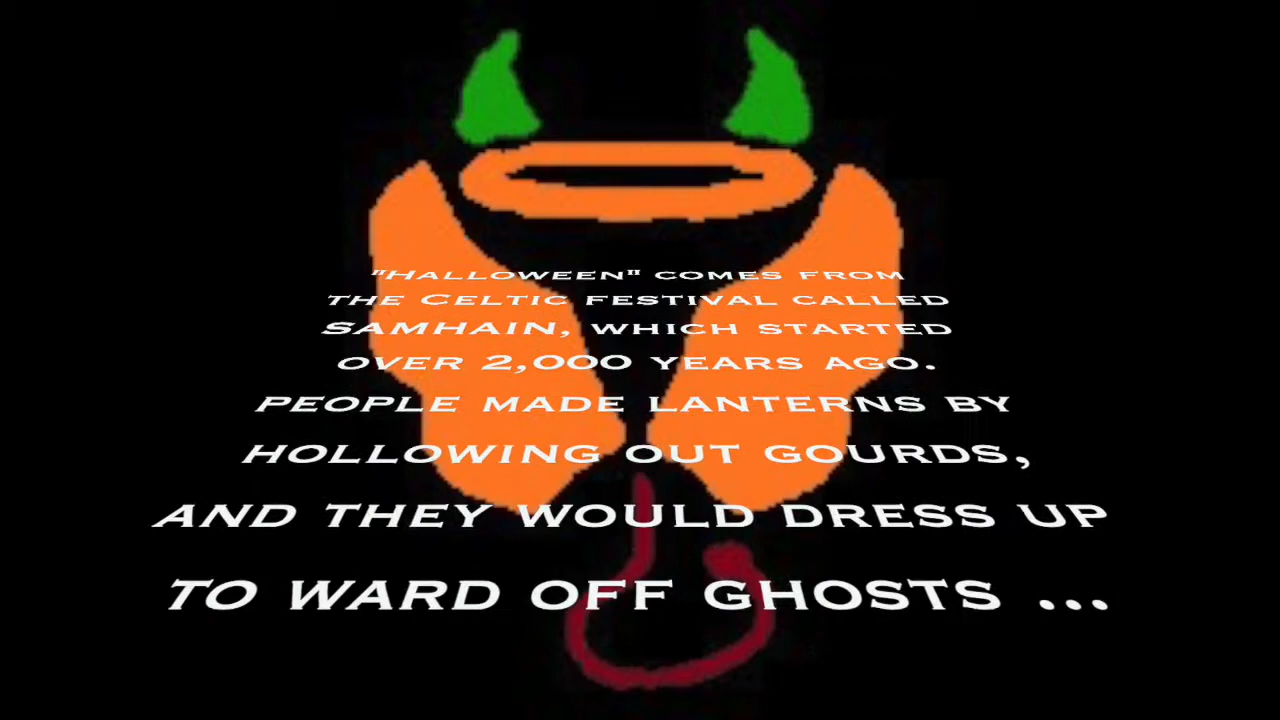 "Halloween" comes from
the Celtic festival called
SAMHAIN, which started
over 2,000 years ago.
People made lanterns by
hollowing out gourds,
and they would dress up
to ward off ghosts ...